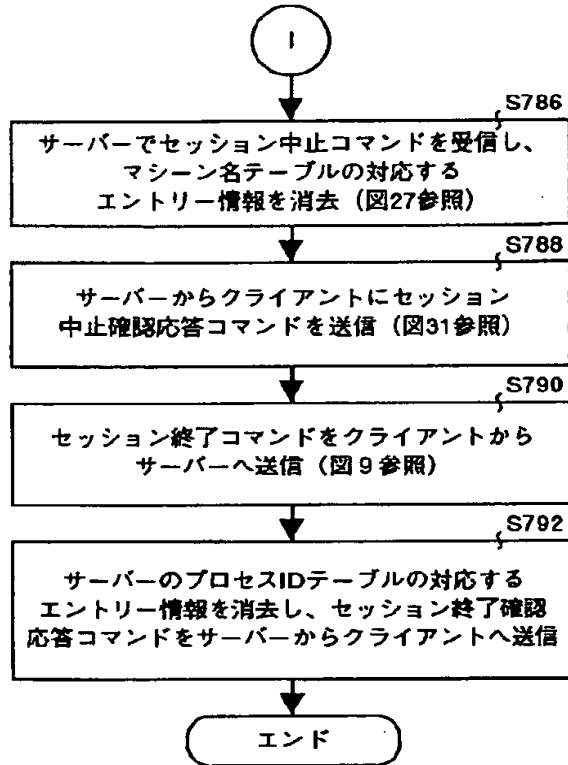 I
S786
サーバーでセッション中止コマンドを受信し、
マシーン名テーブルの対応する
エントリー情報を消去（図27参照）
S788
サーバーからクライアントにセッション
中止確認応答コマンドを送信（図31参照）
S790
セッション終了コマンドをクライアントから
サーバーへ送信（図９参照）
S792
サーバーのプロセスIDテーブルの対応する
エントリー情報を消去し、セッション終了確認
応答コマンドをサーバーからクライアントへ送信
エンド